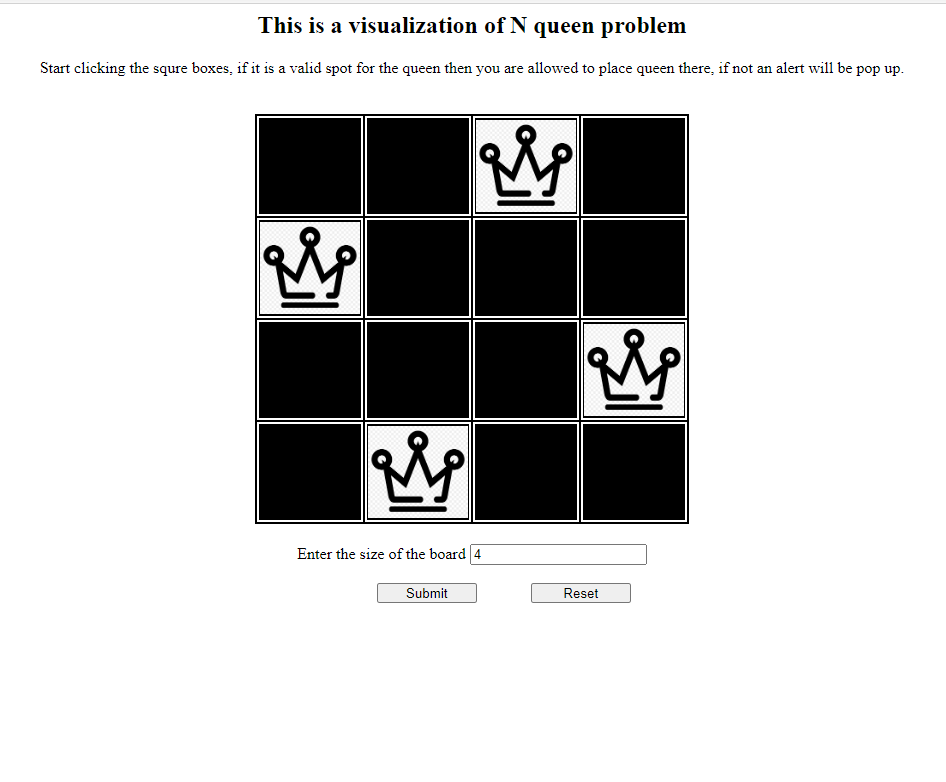 This is a visualization of N queen problem
Start clicking the squre boxes, if it is a valid spot for the queen then you are allowed to place queen there, if not an alert will be pop up.
Enter the size of the board 4
Submit Reset